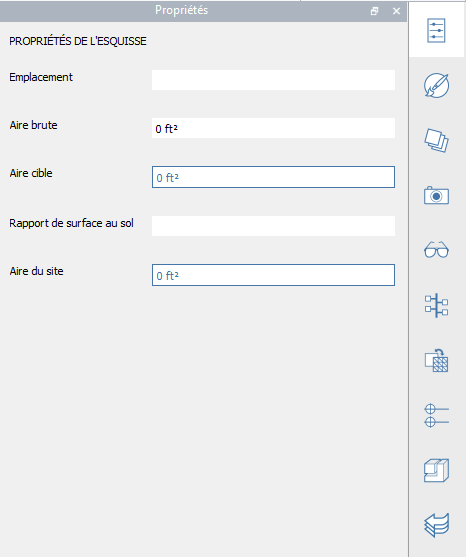 Propriétés
PROPRIÉTÉS DE L'ESQUISSE
Emplacement
Aire brute
0 ft²
Aire cible
0 ft²
Rapport de surface au sol
Aire du site
0 ft²